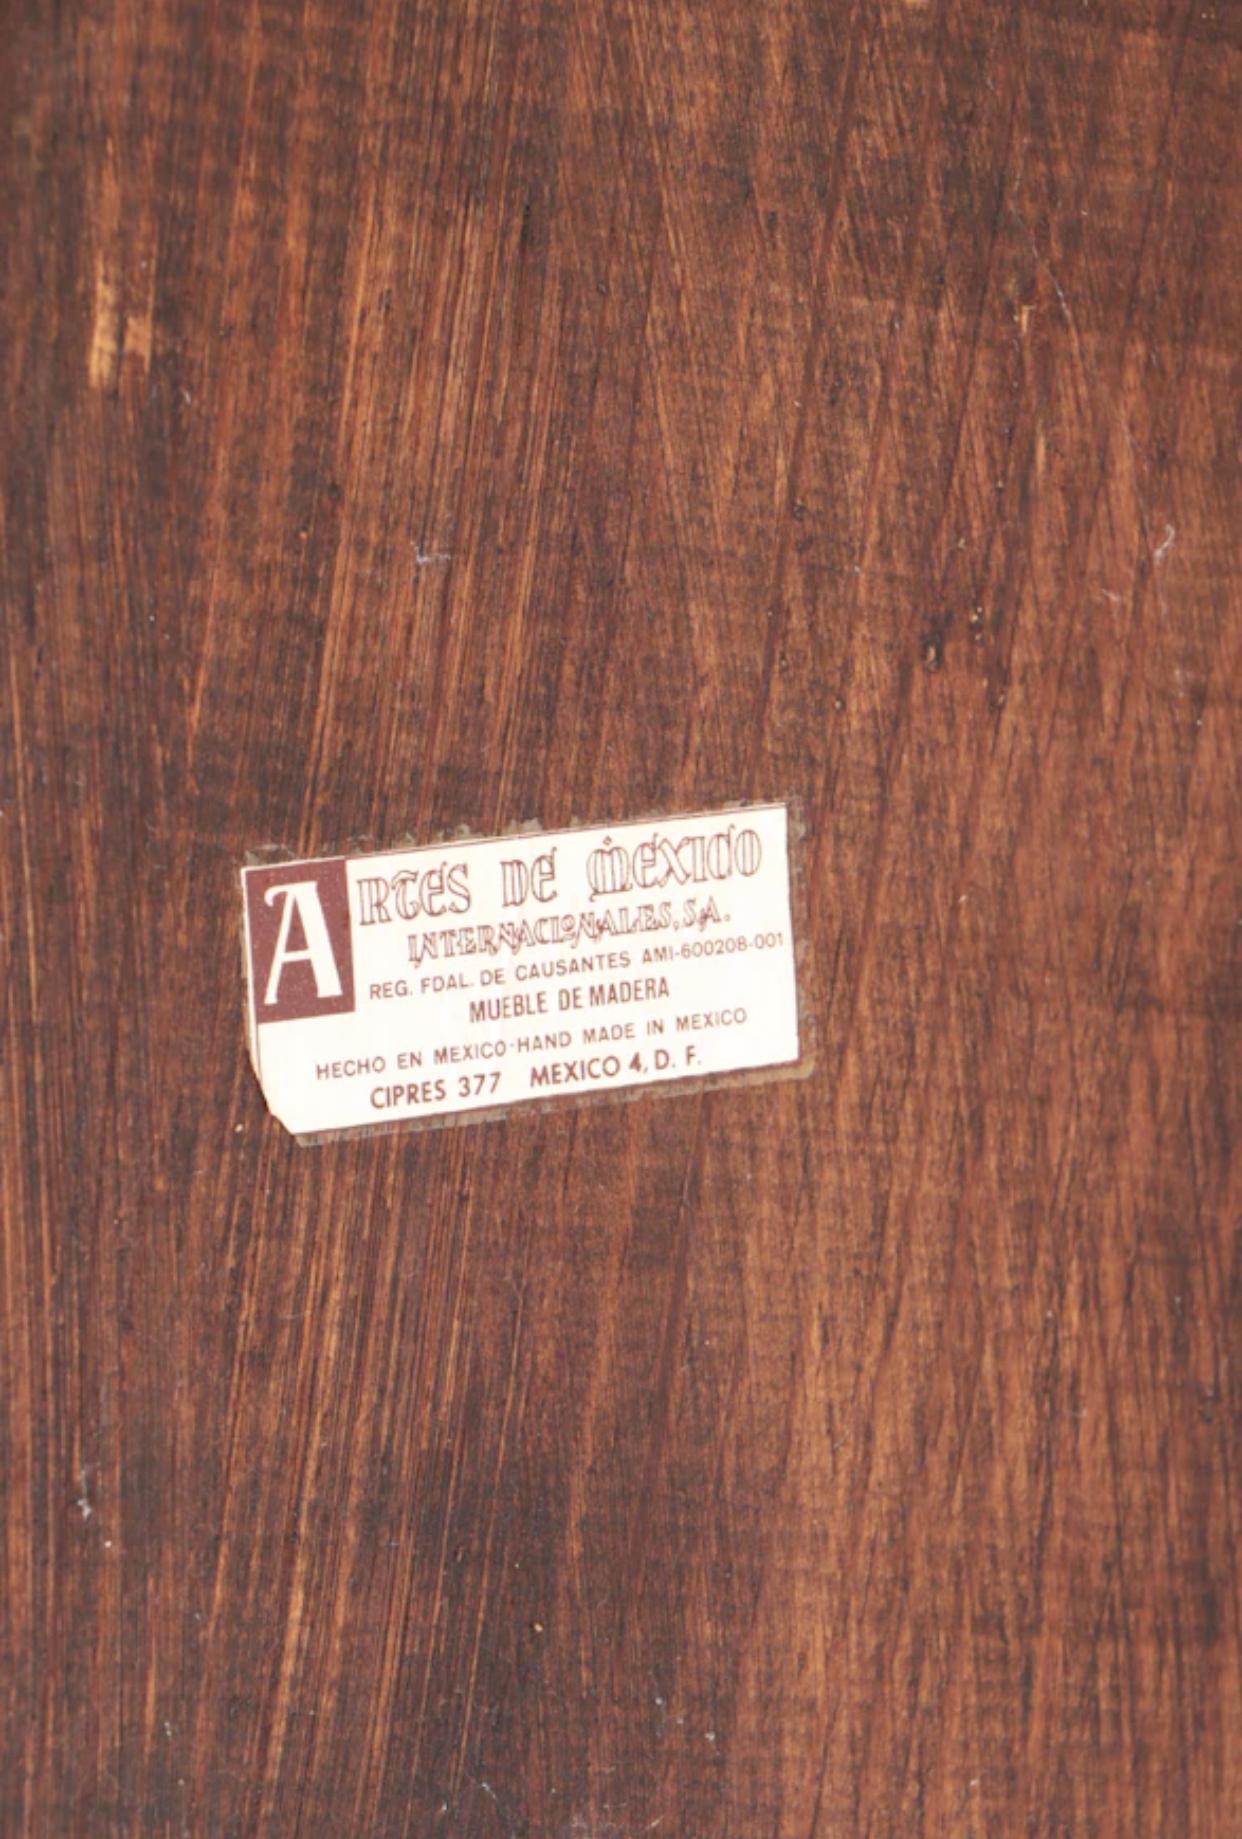 ARTES DE MEXICO
INTERNACIONALES, S.A.
REG. FDAL. DE CAUSANTES AMI-600208-001
MUEBLE DE MADERA
HECHO EN MEXICO-HAND MADE IN MEXICO
CIPRES 377 MEXICO 4, D. F.